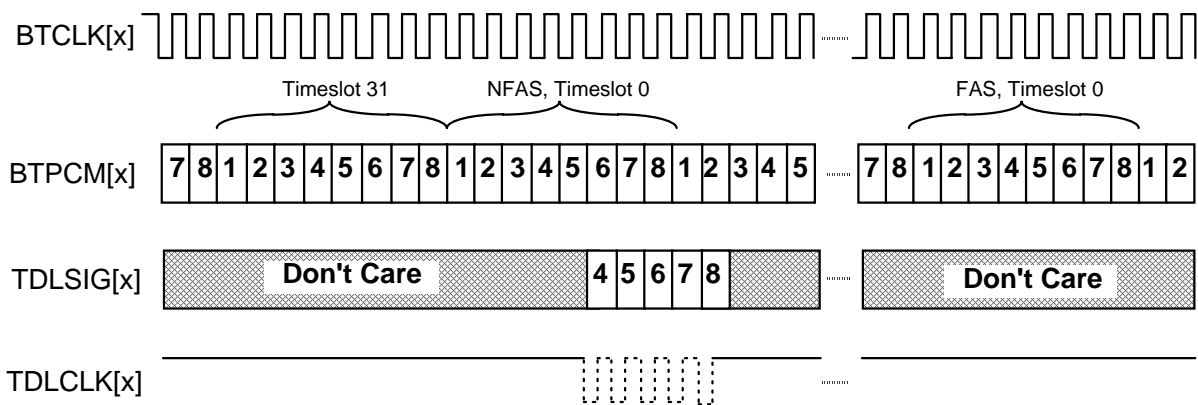 BTCLK[x]
Timeslot 31 NFAS, Timeslot 0 FAS, Timeslot 0
BTPCM[x] 7 8 1 2 3 4 5 6 7 8 1 2 3 4 5 6 7 8 1 2 3 4 5 7 8 1 2 3 4 5 6 7 8 1 2
TDLSIG[x] Don't Care 4 5 6 7 8 Don't Care
TDLCLK[x]